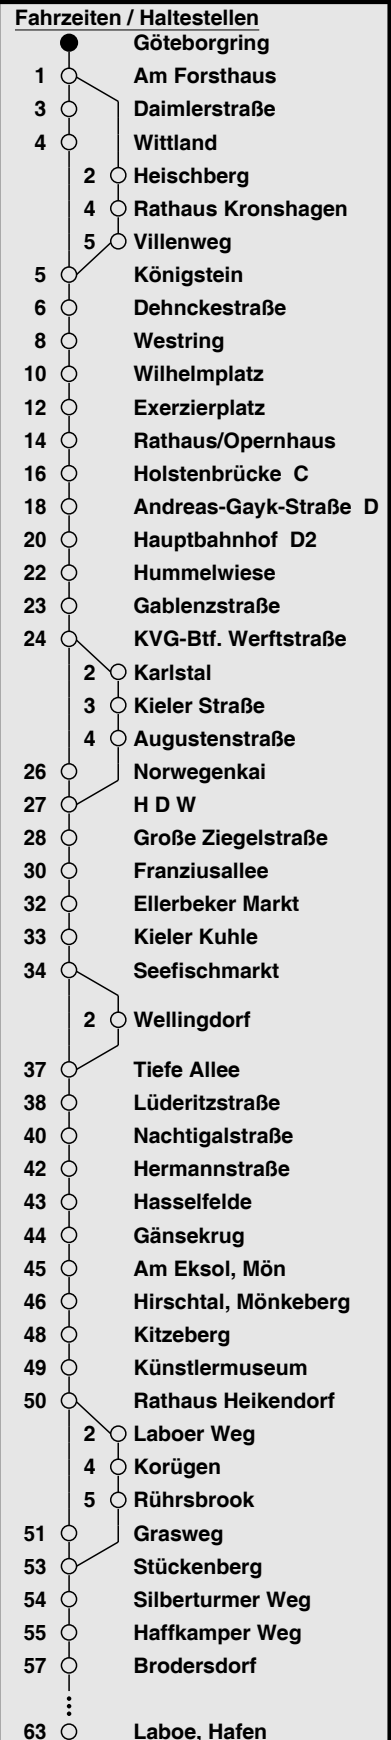 Fahrzeiten / Haltestellen
Göteborgring
1 Am Forsthaus
3 Daimlerstraße
4 Wittland
2 Heischberg
4 Rathaus Kronshagen
5 Villenweg
5 Königstein
6 Dehnckestraße
8 Westring
10 Wilhelmplatz
12 Exerzierplatz
14 Rathaus/Opernhaus
16 Holstenbrücke C
18 Andreas-Gayk-Straße D
20 Hauptbahnhof D2
22 Hummelwiese
23 Gablenzstraße
24 KVG-Btf. Werftstraße
2 Karlstal
3 Kieler Straße
4 Augustenstraße
26 Norwegenkai
27 H D W
28 Große Ziegelstraße
30 Franziusallee
32 Ellerbeker Markt
33 Kieler Kuhle
34 Seefischmarkt
2 Wellingdorf
37 Tiefe Allee
38 Lüderitzstraße
40 Nachtigalstraße
42 Hermannstraße
43 Hasselfelde
44 Gänsekrug
45 Am Eksol, Mön
46 Hirschtal, Mönkeberg
48 Kitzeberg
49 Künstlermuseum
50 Rathaus Heikendorf
2 Laboer Weg
4 Korügen
5 Rührsbrook
51 Grasweg
53 Stückenberg
54 Silberturmer Weg
55 Haffkamper Weg
57 Brodersdorf
63 Laboe, Hafen